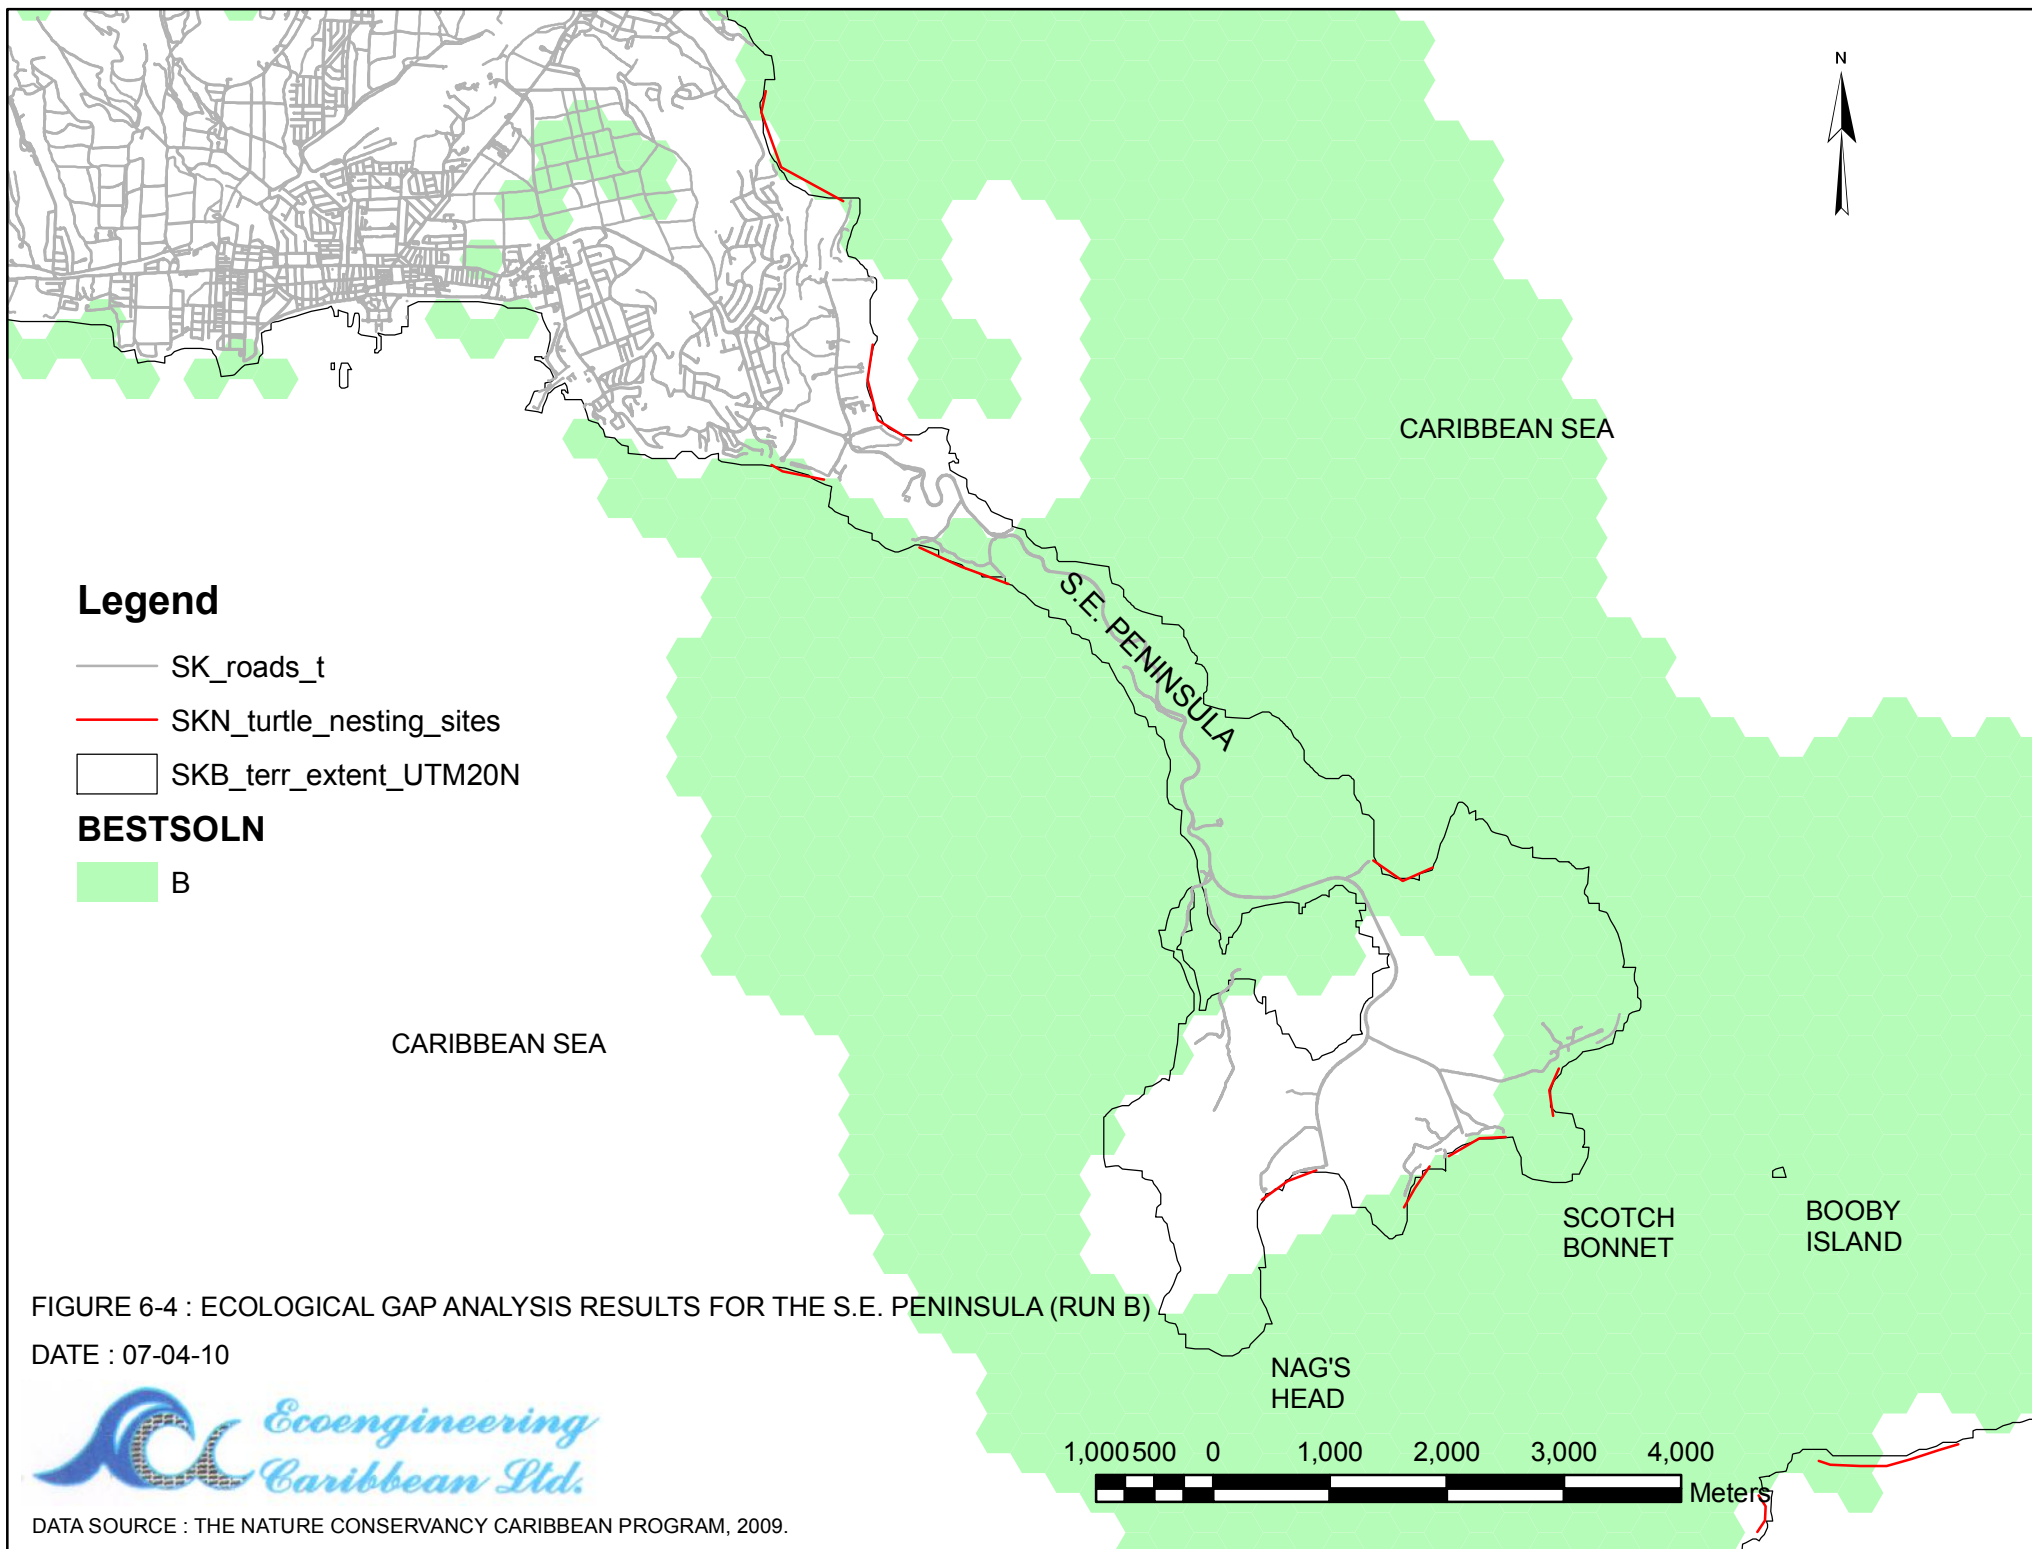 N
CARIBBEAN SEA
S.E. PENINSULA
Legend
SK_roads_t
SKN_turtle_nesting_sites
SKB_terr_extent_UTM20N
BESTSOLN
B
CARIBBEAN SEA
SCOTCH
BONNET
BOOBY
ISLAND
NAG'S
HEAD
FIGURE 6-4 : ECOLOGICAL GAP ANALYSIS RESULTS FOR THE S.E. PENINSULA (RUN B)
DATE : 07-04-10
Ecoengineering
Caribbean Ltd.
1,000 500 0 1,000 2,000 3,000 4,000
Meters
DATA SOURCE : THE NATURE CONSERVANCY CARIBBEAN PROGRAM, 2009.